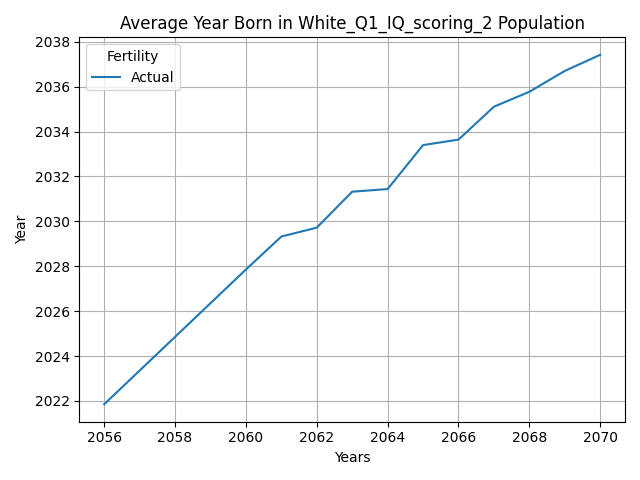 Average Year Born in White_Q1_IQ_scoring_2 Population
Fertility
Actual
2038
2036
2034
2032
2030
2028
2026
2024
2022
Year
2056 2058 2060 2062 2064 2066 2068 2070
Years